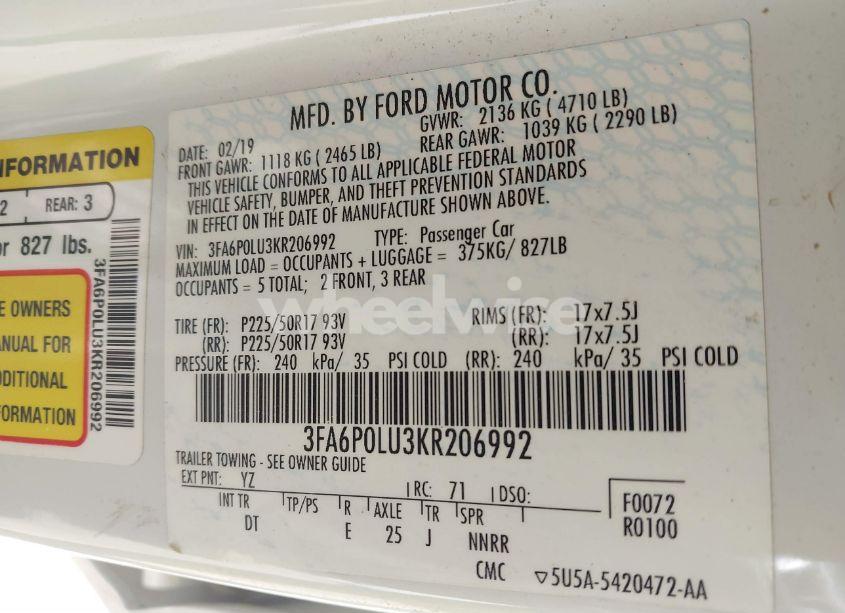 NFORMATION
2 REAR: 3
or 827 lbs.
E OWNERS
ANUAL FOR
DDITIONAL
FORMATION
3FA6P0LU3KR206992
MFD. BY FORD MOTOR CO.
DATE: 02/19 GVWR: 2136 KG ( 4710 LB)
FRONT GAWR: 1118 KG ( 2465 LB) REAR GAWR: 1039 KG ( 2290 LB)
THIS VEHICLE CONFORMS TO ALL APPLICABLE FEDERAL MOTOR
VEHICLE SAFETY, BUMPER, AND THEFT PREVENTION STANDARDS
IN EFFECT ON THE DATE OF MANUFACTURE SHOWN ABOVE.
VIN: 3FA6P0LU3KR206992 TYPE: Passenger Car
MAXIMUM LOAD = OCCUPANTS + LUGGAGE = 375KG/ 827LB
OCCUPANTS = 5 TOTAL; 2 FRONT, 3 REAR
wheelwise
TIRE (FR): P225/50R17 93V RIMS (FR): 17x7.5J
(RR): P225/50R17 93V (RR): 17x7.5J
PRESSURE (FR): 240 kPa/ 35 PSI COLD (RR): 240 kPa/ 35 PSI COLD
3FA6P0LU3KR206992
TRAILER TOWING - SEE OWNER GUIDE
EXT PNT: YZ RC: 71 DSO:
INT TR TP/PS R AXLE TR SPR
DT E 25 J NNRR
F0072
R0100
CMC ▽5U5A-5420472-AA